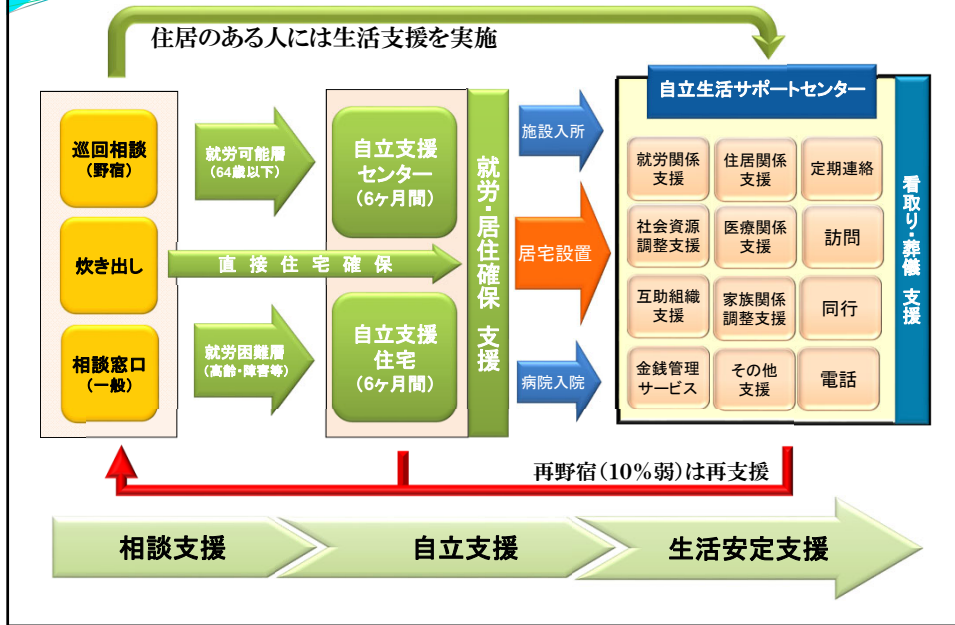 住居のある人には生活支援を実施
巡回相談
(野宿)
炊き出し
相談窓口
(一般)
就労可能層
(64歳以下)
直接住宅確保
就労困難層
(高齢・障害等)
自立支援
センター
(6ヶ月間)
自立支援
住宅
(6ヶ月間)
就労・居住確保 支援
施設入所
居宅設置
病院入院
自立生活サポートセンター
就労関係
支援
住居関係
支援
定期連絡
社会資源
調整支援
医療関係
支援
訪問
互助組織
支援
家族関係
調整支援
同行
金銭管理
サービス
その他
支援
電話
看取り・葬儀 支援
再野宿(10%弱)は再支援
相談支援
自立支援
生活安定支援